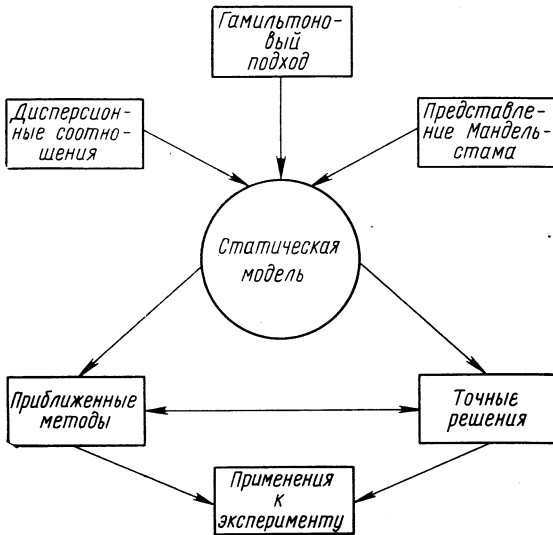 Гамильтоно-
вый
подход
Дисперсион-
ные соотно-
шения
Представле-
ние Мандель-
стама
Статическая
модель
Приближенные
методы
Точные
решения
Применения
к
эксперименту